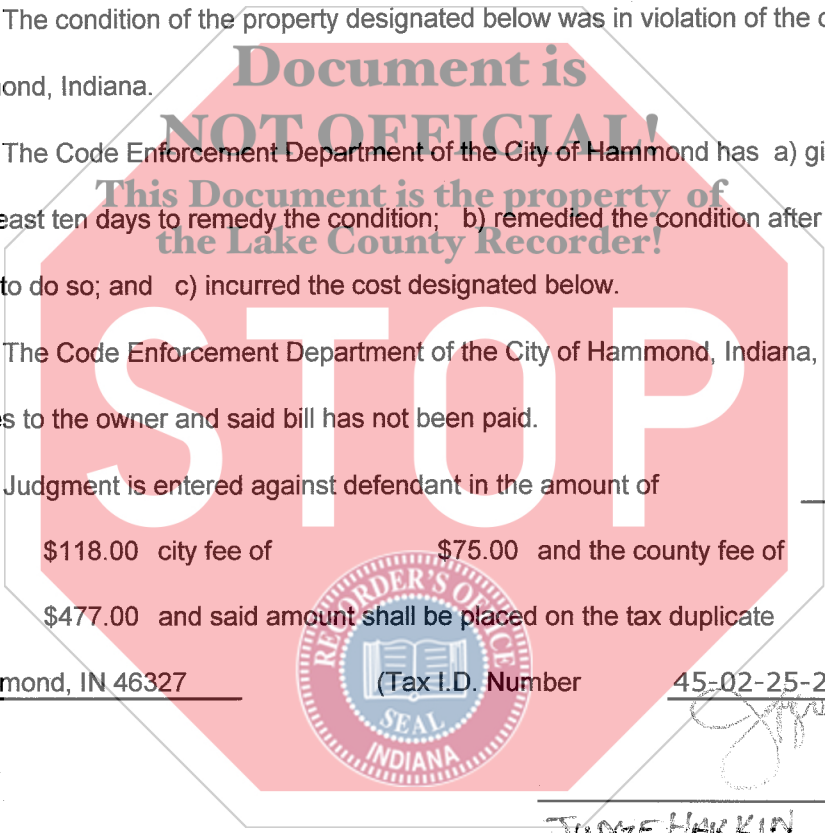 The condition of the property designated below was in violation of the c
Document is
ond, Indiana.
NOT OFFICIAL!
The Code Enforcement Department of the City of Hammond has a) gi
This Document is the property of
east ten days to remedy the condition; b) remedied the condition after
the Lake County Recorder!
to do so; and c) incurred the cost designated below.
STOP
The Code Enforcement Department of the City of Hammond, Indiana,
s to the owner and said bill has not been paid.
Judgment is entered against defendant in the amount of
$118.00 city fee of $75.00 and the county fee of
$477.00 and said amount shall be placed on the tax duplicate
RECORDER'S OFFICE
mond, IN 46327 (Tax I.D. Number 45-02-25-2
SEAL
INDIANA
JUDGE HARKIN